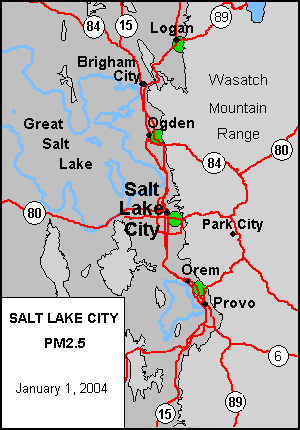 84
15
Logan
89
Brigham
City
Wasatch
Mountain
Range
Great
Salt
Lake
Ogden
84
80
Salt
Lake
City
80
Park City
Orem
Provo
SALT LAKE CITY
PM2.5
January 1, 2004
6
15
89